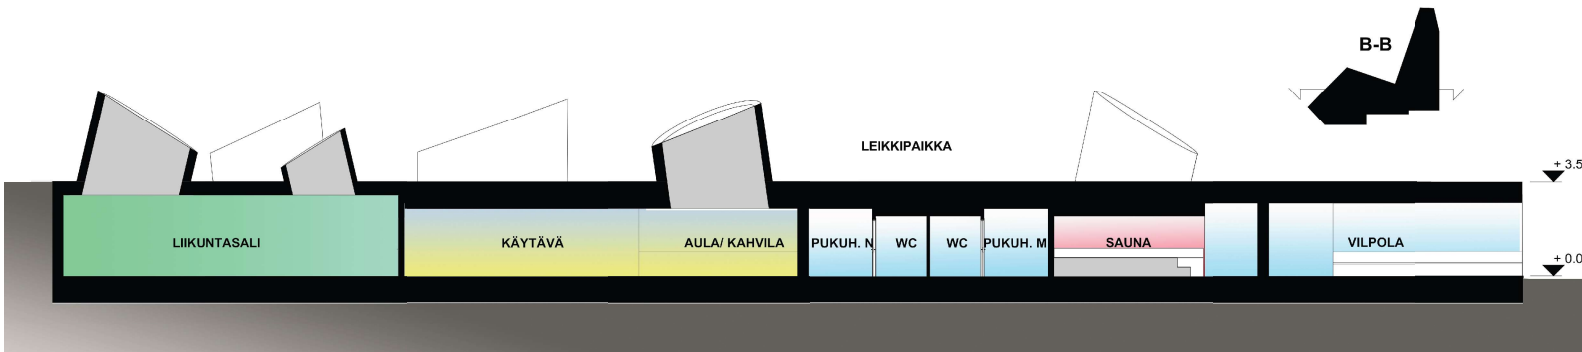 B-B
LEIKKIPAIKKA
+ 3.5
LIIKUNTASALI
KÄYTÄVÄ
AULA/ KAHVILA
PUKUH. N
WC
WC
PUKUH. M
SAUNA
VILPOLA
+ 0.0